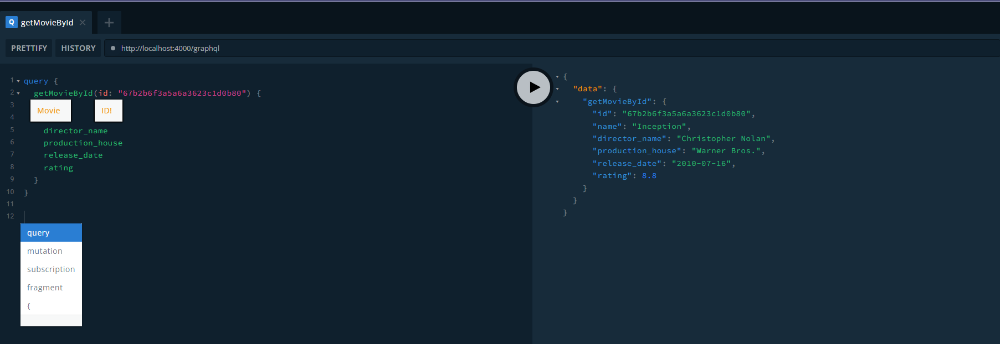 Q getMovieById × +
PRETTIFY HISTORY http://localhost:4000/graphql
1 query {
2 getMovieById(id: "67b2b6f3a5a6a3623c1d0b80") {
3 Movie ID!
4
5 director_name
6 production_house
7 release_date
8 rating
9 }
10 }
11
12
query
mutation
subscription
fragment
{
{
"data": {
"getMovieById": {
"id": "67b2b6f3a5a6a3623c1d0b80",
"name": "Inception",
"director_name": "Christopher Nolan",
"production_house": "Warner Bros.",
"release_date": "2010-07-16",
"rating": 8.8
}
}
}